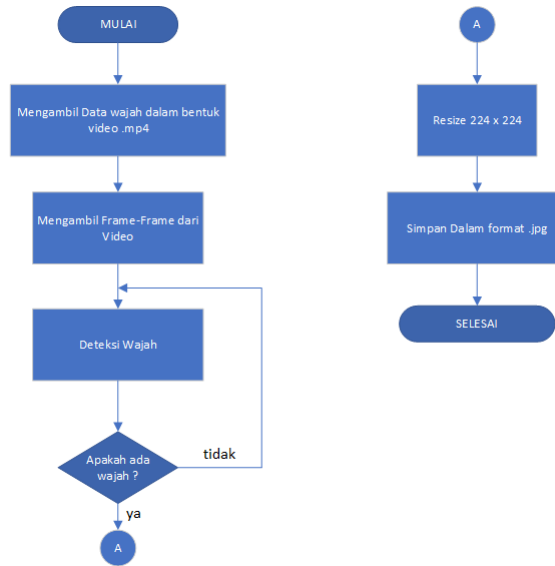 MULAI
Mengambil Data wajah dalam bentuk
video .mp4
Mengambil Frame-Frame dari
Video
Deteksi Wajah
Apakah ada
wajah ?
tidak
ya
A
A
Resize 224 x 224
Simpan Dalam format .jpg
SELESAI